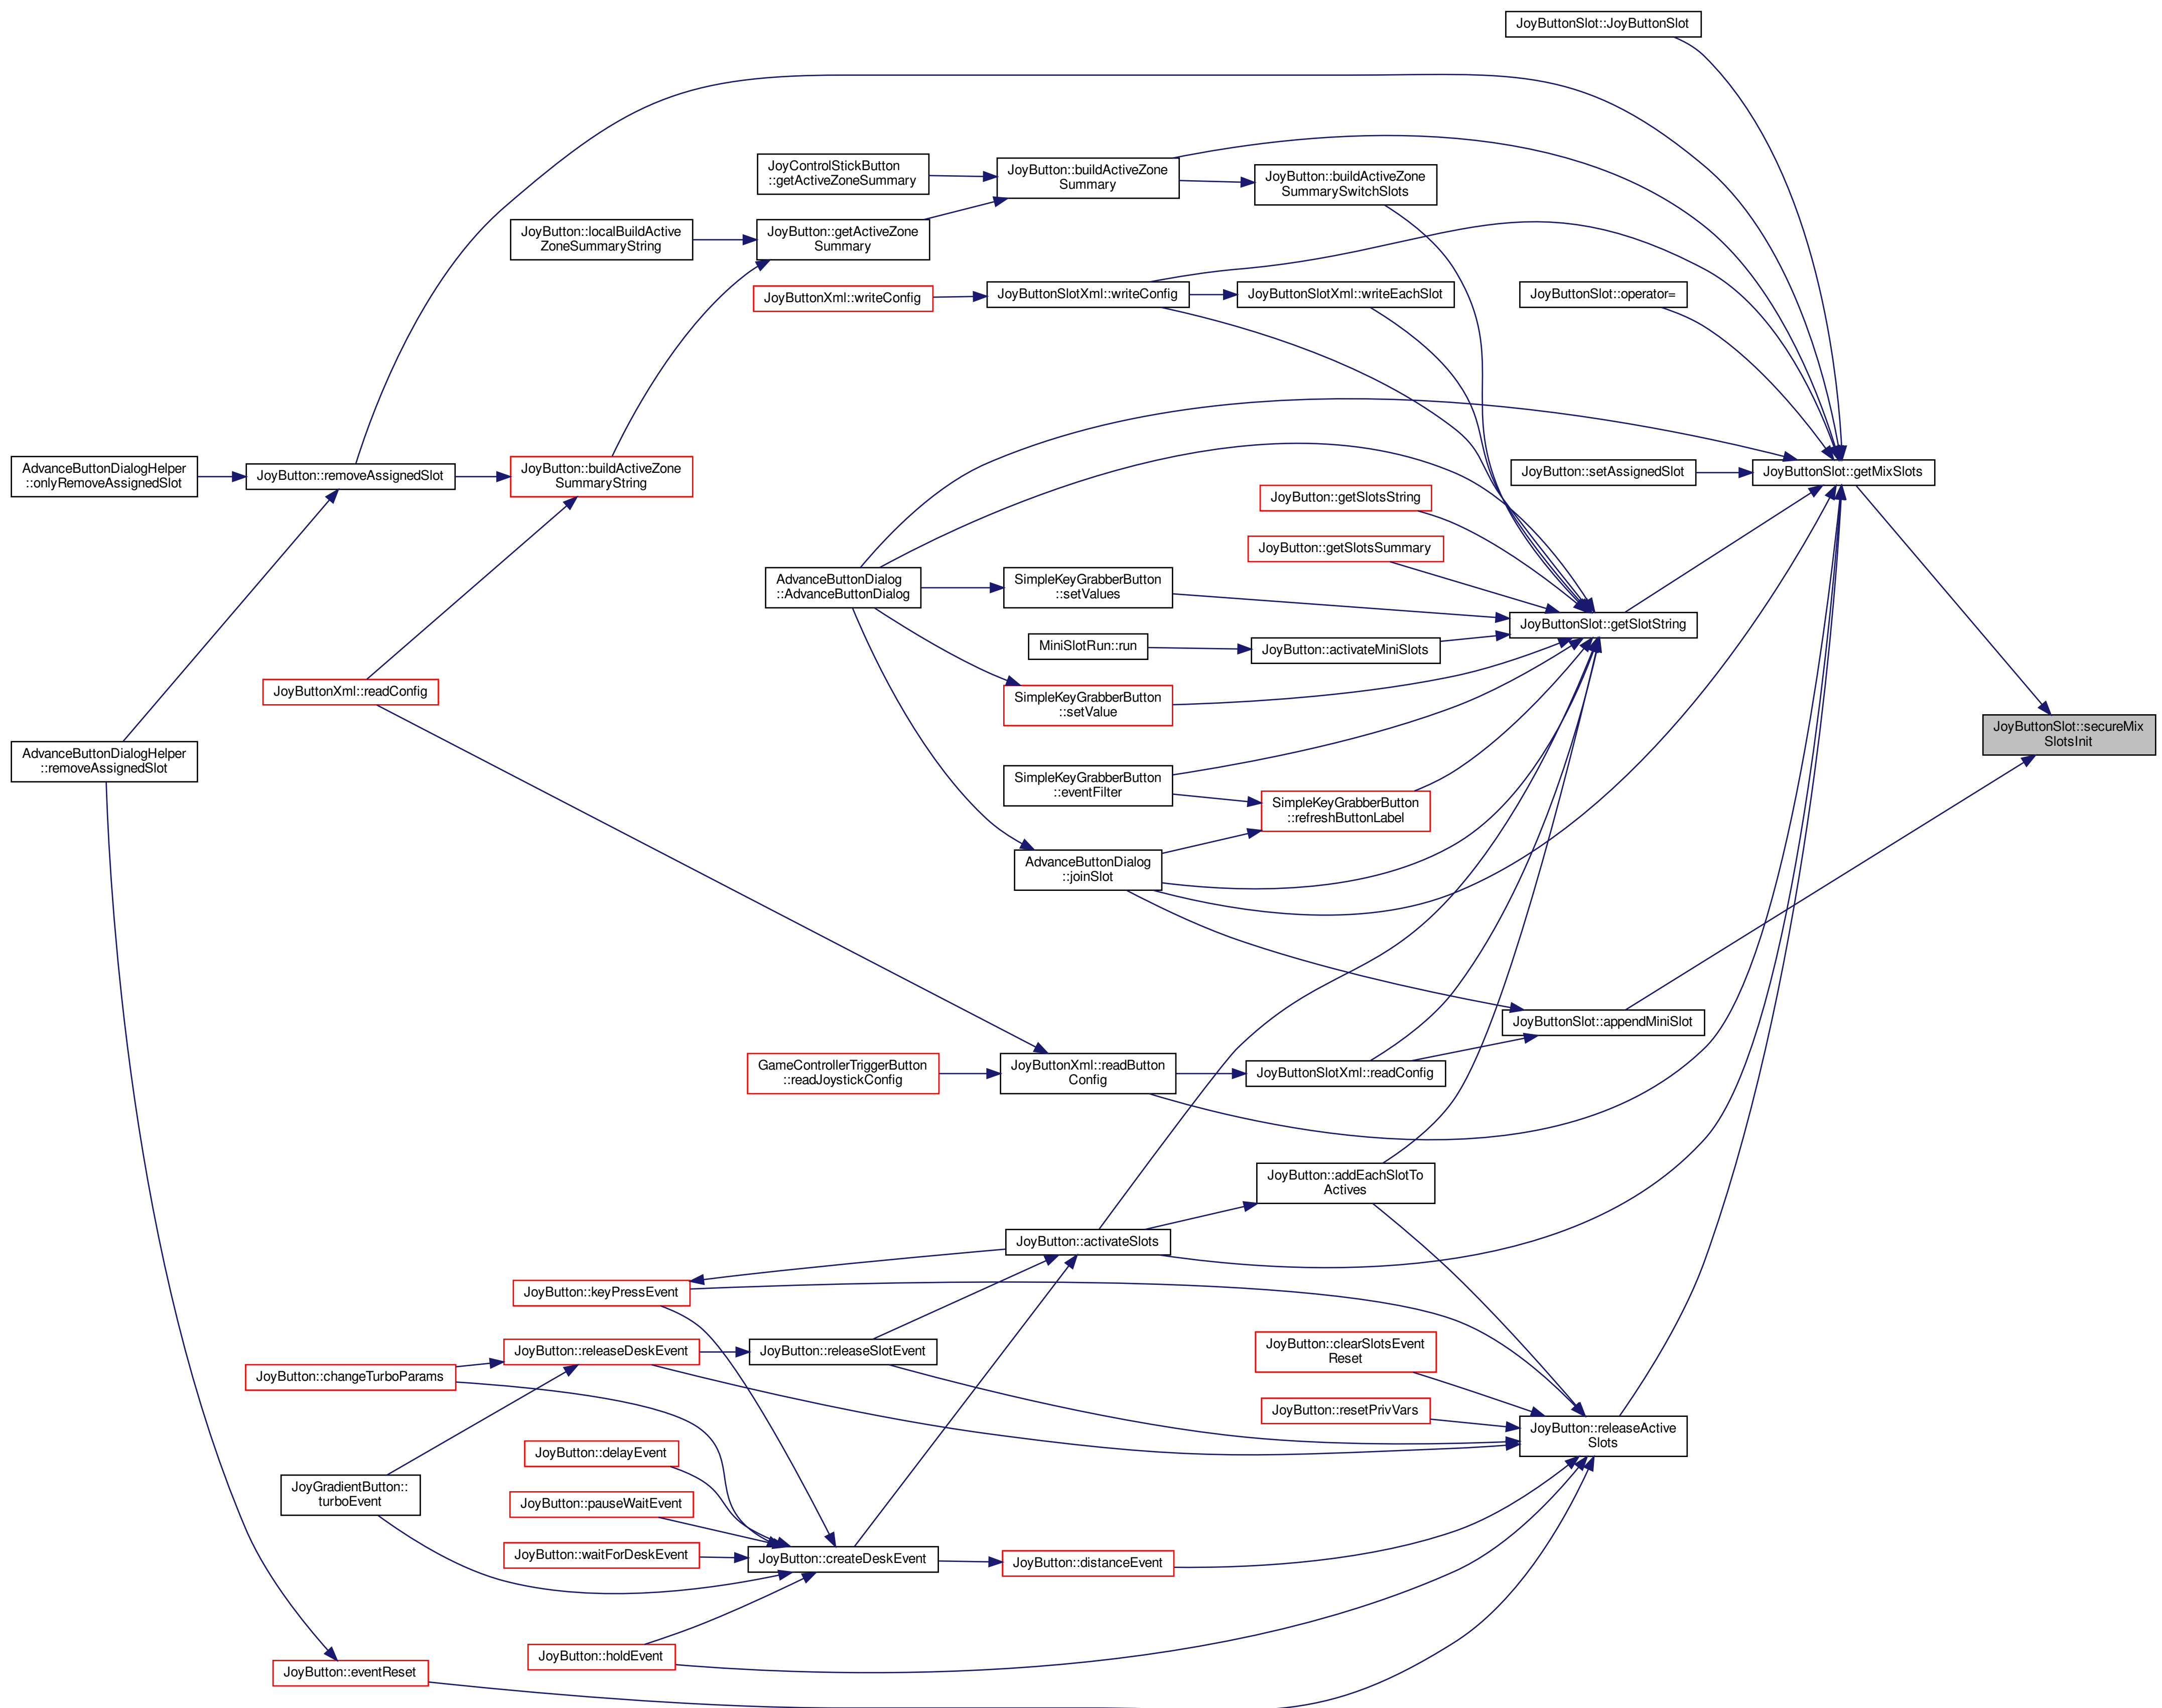 JoyButtonSlot::JoyButtonSlot
JoyControlStickButton
::getActiveZoneSummary
JoyButton::buildActiveZone
Summary
JoyButton::buildActiveZone
SummarySwitchSlots
JoyButton::localBuildActive
ZoneSummaryString
JoyButton::getActiveZone
Summary
JoyButtonXml::writeConfig
JoyButtonSlotXml::writeConfig
JoyButtonSlotXml::writeEachSlot
JoyButtonSlot::operator=
AdvanceButtonDialogHelper
::onlyRemoveAssignedSlot
JoyButton::removeAssignedSlot
JoyButton::buildActiveZone
SummaryString
JoyButton::setAssignedSlot
JoyButtonSlot::getMixSlots
JoyButton::getSlotsString
JoyButton::getSlotsSummary
AdvanceButtonDialog
::AdvanceButtonDialog
SimpleKeyGrabberButton
::setValues
JoyButtonSlot::getSlotString
MiniSlotRun::run
JoyButton::activateMiniSlots
JoyButtonXml::readConfig
SimpleKeyGrabberButton
::setValue
JoyButtonSlot::secureMix
SlotsInit
AdvanceButtonDialogHelper
::removeAssignedSlot
SimpleKeyGrabberButton
::eventFilter
SimpleKeyGrabberButton
::refreshButtonLabel
AdvanceButtonDialog
::joinSlot
JoyButtonSlot::appendMiniSlot
GameControllerTriggerButton
::readJoystickConfig
JoyButtonXml::readButton
Config
JoyButtonSlotXml::readConfig
JoyButton::addEachSlotTo
Actives
JoyButton::activateSlots
JoyButton::keyPressEvent
JoyButton::changeTurboParams
JoyButton::releaseDeskEvent
JoyButton::releaseSlotEvent
JoyButton::clearSlotsEvent
Reset
JoyButton::resetPrivVars
JoyButton::releaseActive
Slots
JoyButton::delayEvent
JoyGradientButton::
turboEvent
JoyButton::pauseWaitEvent
JoyButton::waitForDeskEvent
JoyButton::createDeskEvent
JoyButton::distanceEvent
JoyButton::holdEvent
JoyButton::eventReset